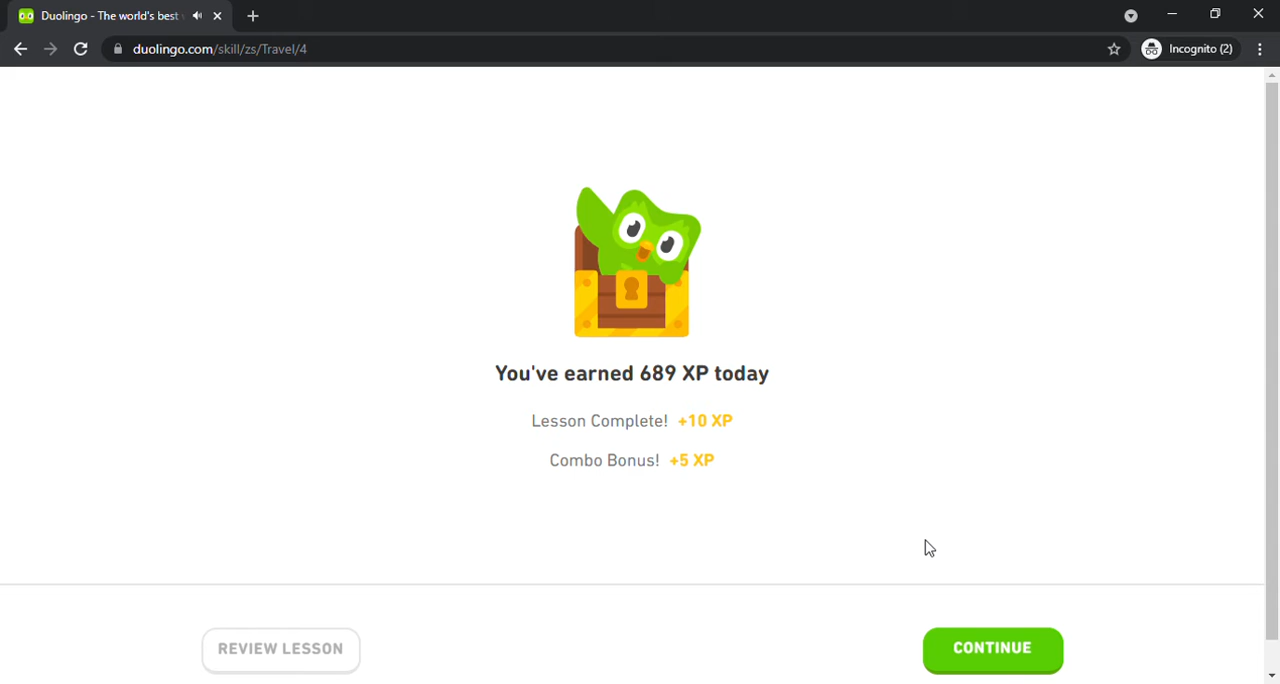 Duolingo - The world's best
duolingo.com/skill/zs/Travel/4
Incognito (2)
You've earned 689 XP today
Lesson Complete! +10 XP
Combo Bonus! +5 XP
REVIEW LESSON
CONTINUE